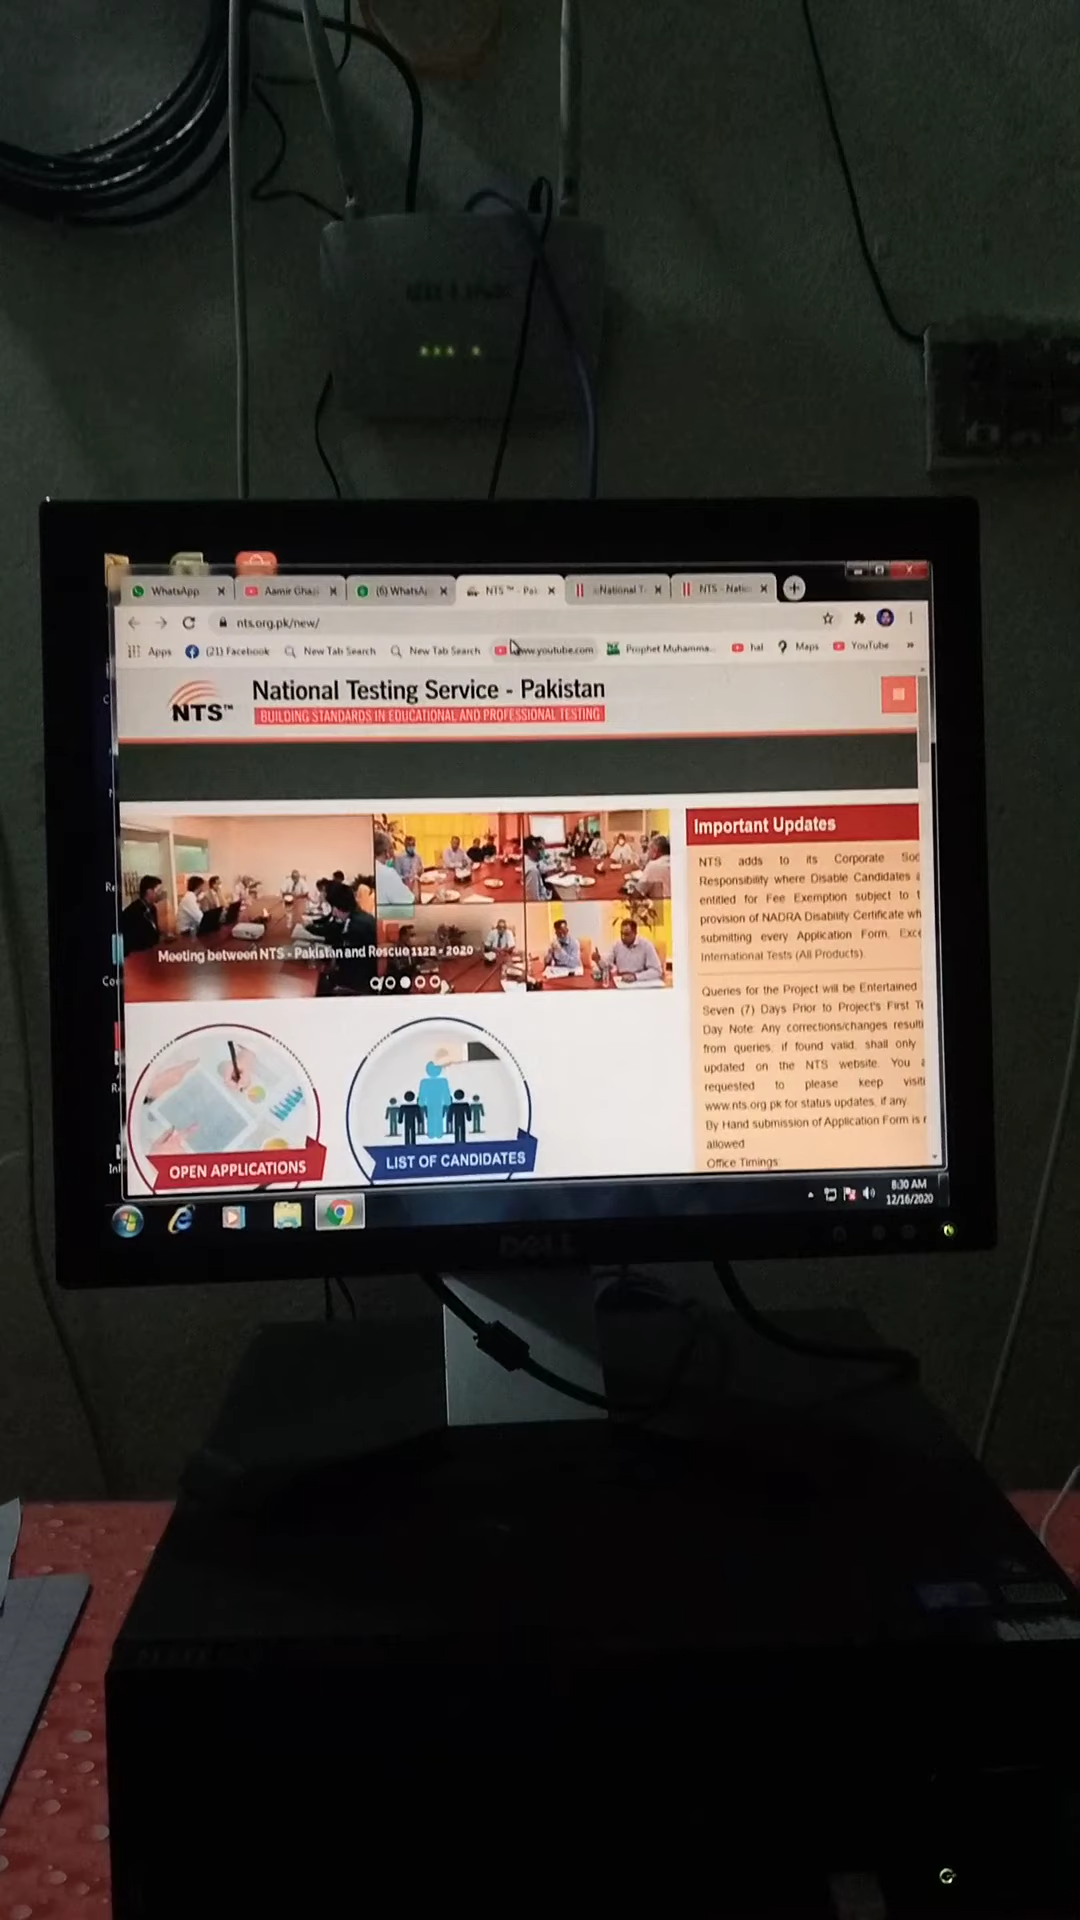 WhatsApp
Aamir Ghaz
(6) WhatsA
NTS™ - Pak
National T
NTS - Natio
nts.org.pk/new/
Apps
(21) Facebook
New Tab Search
New Tab Search
www.youtube.com
Prophet Muhamma...
hal
Maps
YouTube
»
NTS™
National Testing Service - Pakistan
BUILDING STANDARDS IN EDUCATIONAL AND PROFESSIONAL TESTING
Meeting between NTS - Pakistan and Rescue 1122 - 2020
OPEN APPLICATIONS
LIST OF CANDIDATES
Important Updates
NTS adds to its Corporate Soc
Responsibility where Disable Candidates a
entitled for Fee Exemption subject to t
provision of NADRA Disability Certificate wh
submitting every Application Form, Exce
International Tests (All Products).
Queries for the Project will be Entertained
Seven (7) Days Prior to Project's First Te
Day Note: Any corrections/changes resulti
from queries, if found valid, shall only
updated on the NTS website. You a
requested to please keep visiti
www.nts.org.pk for status updates, if any.
By Hand submission of Application Form is r
allowed
Office Timings:
8:30 AM
12/16/2020
DELL